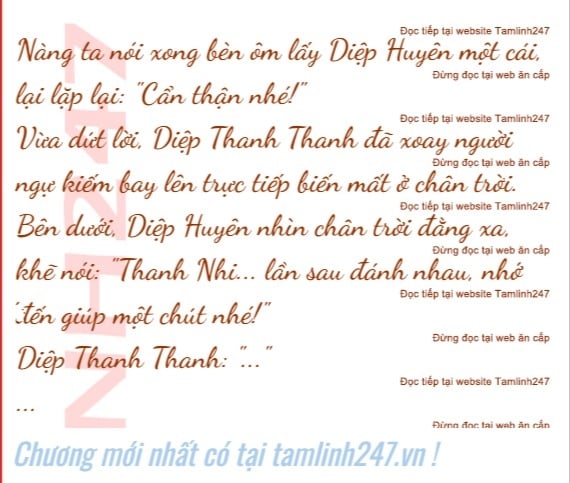 Đọc tiếp tại website Tamlinh247
Nàng ta nói xong bèn ôm lấy Diệp Huyên một cái,
Đừng đọc tại web ăn cắp
lại lặp lại: "Cẩn thận nhé!"
Đọc tiếp tại website Tamlinh247
Vừa dứt lời, Diệp Thanh Thanh đã xoay người
Đừng đọc tại web ăn cắp
ngự kiếm bay lên trực tiếp biến mất ở chân trời.
Đọc tiếp tại website Tamlinh247
Bên dưới, Diệp Huyên nhìn chân trời đằng xa,
Đừng đọc tại web ăn cắp
khẽ nói: "Thanh Nhi... lần sau đánh nhau, nhớ
Đọc tiếp tại website Tamlinh247
đến giúp một chút nhé!"
Đừng đọc tại web ăn cắp
Diệp Thanh Thanh: "..."
Đọc tiếp tại website Tamlinh247
...
Đừng đọc tại web ăn cắp
NH247
Chương mới nhất có tại tamlinh247.vn !